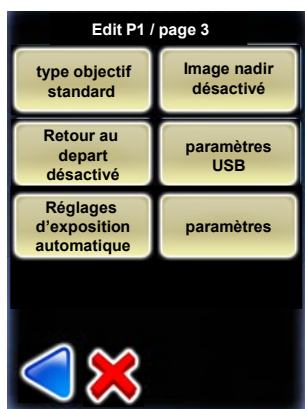 Edit P1 / page 3
type objectif
standard
Image nadir
désactivé
Retour au
depart
désactivé
paramètres
USB
Réglages
d'exposition
automatique
paramètres